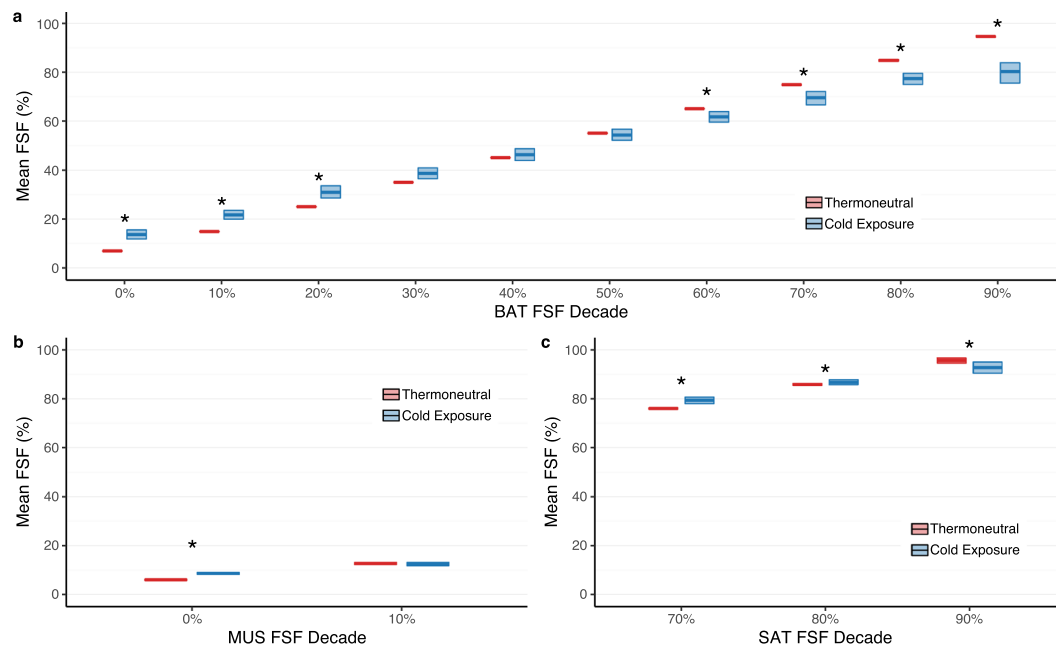 a
Mean FSF (%)
100
80
60
40
20
0
* * * * * * *
Thermoneutral
Cold Exposure
0% 10% 20% 30% 40% 50% 60% 70% 80% 90%
BAT FSF Decade
b
Mean FSF (%)
100
80
60
40
20
0
*
Thermoneutral
Cold Exposure
0% 10%
MUS FSF Decade
c
Mean FSF (%)
100
80
60
40
20
0
* * *
Thermoneutral
Cold Exposure
70% 80% 90%
SAT FSF Decade